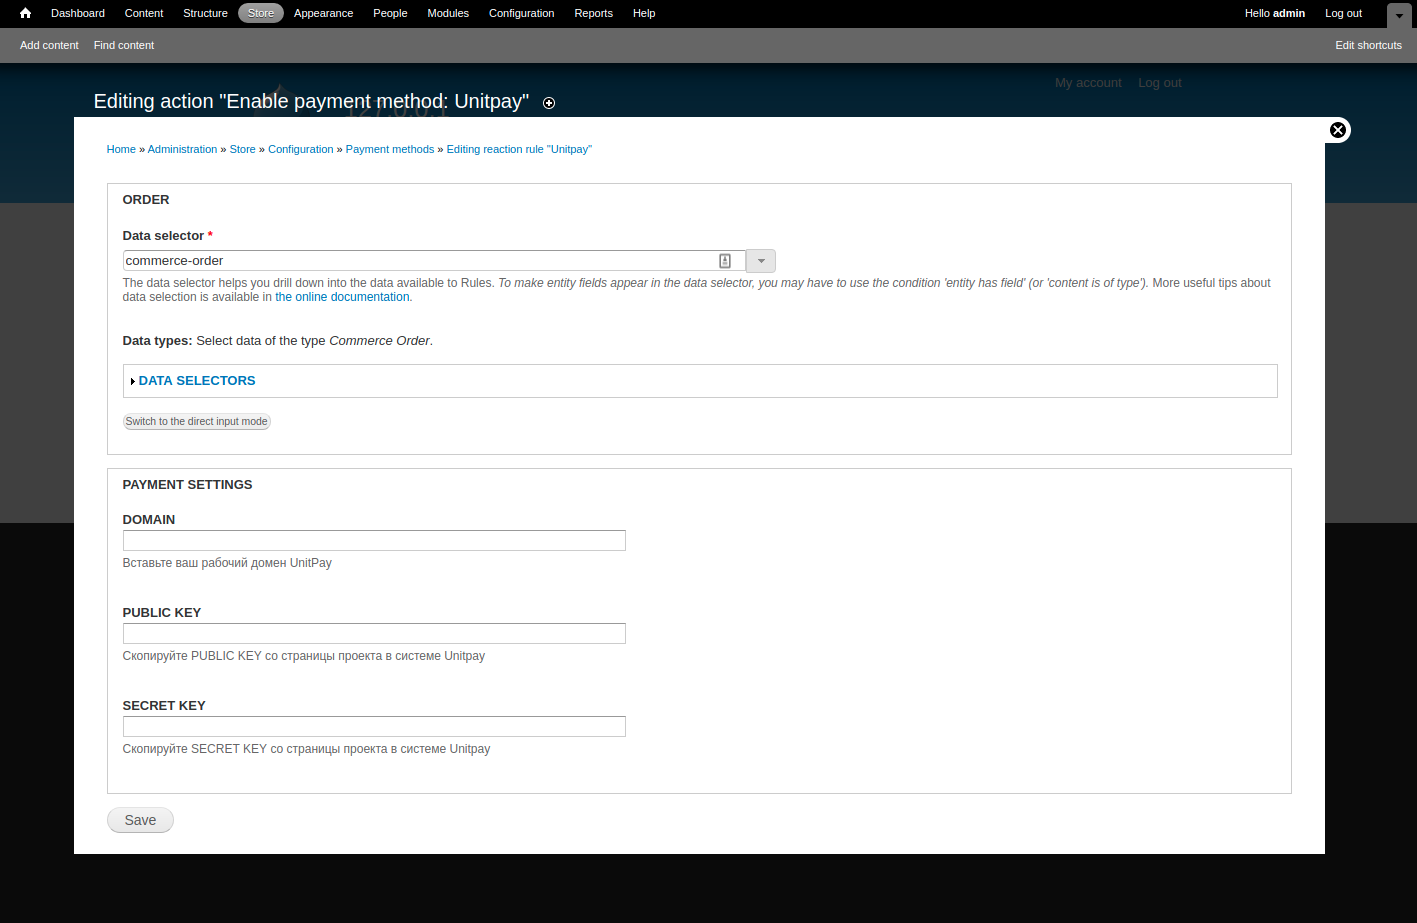 Dashboard Content Structure Store Appearance People Modules Configuration Reports Help Hello admin Log out
Add content Find content Edit shortcuts
My account Log out
Editing action "Enable payment method: Unitpay"
127.0.0.1
Home » Administration » Store » Configuration » Payment methods » Editing reaction rule "Unitpay"
ORDER
Data selector *
commerce-order
The data selector helps you drill down into the data available to Rules. To make entity fields appear in the data selector, you may have to use the condition 'entity has field' (or 'content is of type'). More useful tips about
data selection is available in the online documentation.
Data types: Select data of the type Commerce Order.
DATA SELECTORS
Switch to the direct input mode
PAYMENT SETTINGS
DOMAIN
Вставьте ваш рабочий домен UnitPay
PUBLIC KEY
Скопируйте PUBLIC KEY со страницы проекта в системе Unitpay
SECRET KEY
Скопируйте SECRET KEY со страницы проекта в системе Unitpay
Save